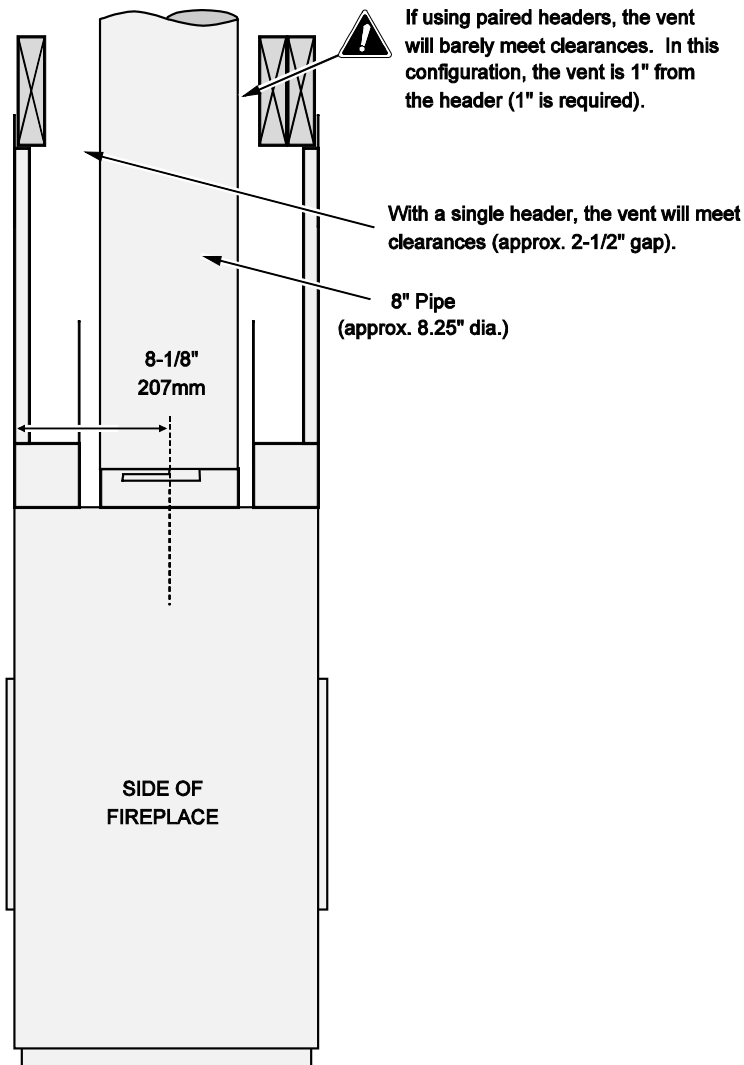 If using paired headers, the vent
will barely meet clearances. In this
configuration, the vent is 1" from
the header (1" is required).
With a single header, the vent will meet
clearances (approx. 2-1/2" gap).
8" Pipe
(approx. 8.25" dia.)
8-1/8"
207mm
SIDE OF
FIREPLACE